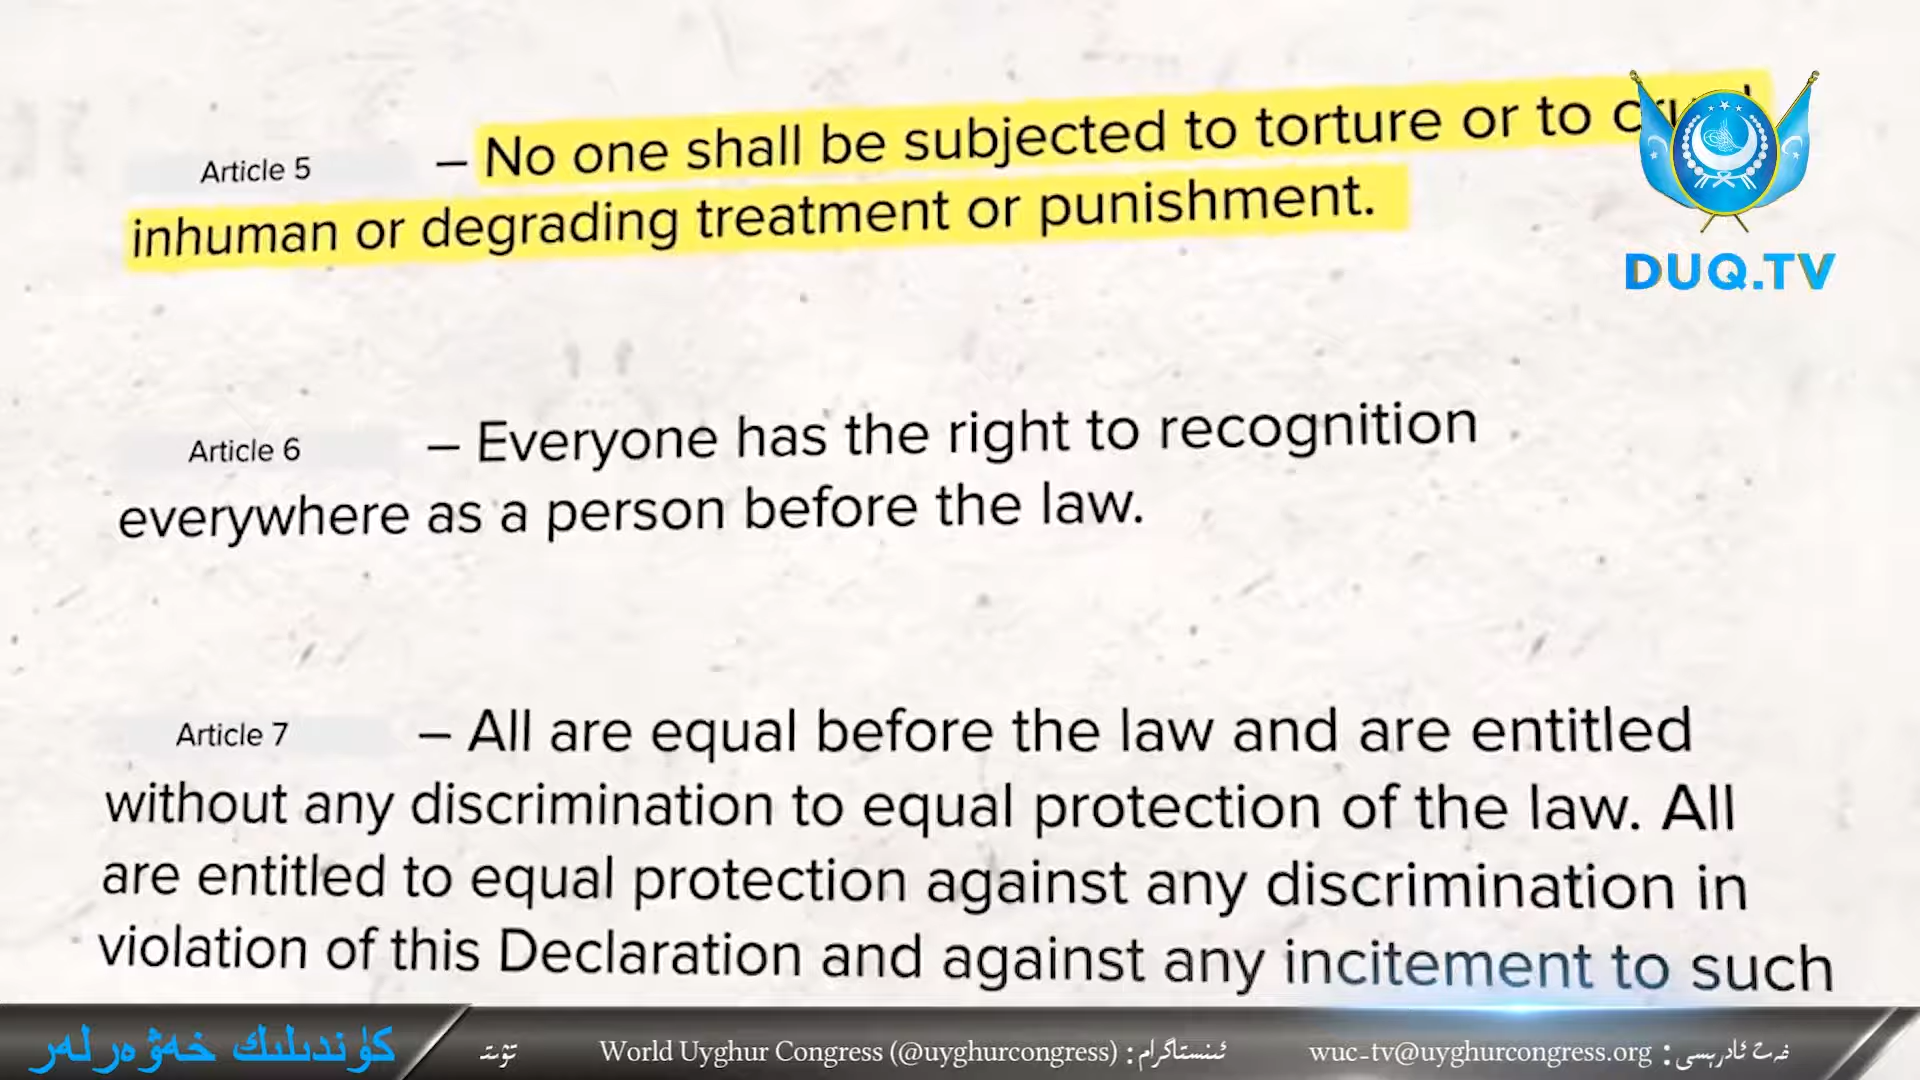 Article 5 – No one shall be subjected to torture or to
inhuman or degrading treatment or punishment.
DUQ.TV
Article 6 – Everyone has the right to recognition
everywhere as a person before the law.
Article 7 – All are equal before the law and are entitled
without any discrimination to equal protection of the law. All
are entitled to equal protection against any discrimination in
violation of this Declaration and against any incitement to such
كۈندىلىك خەۋەرلەر
World Uyghur Congress (@uyghurcongress) : ئىنىستاگرام
wuc-tv@uyghurcongress.org :